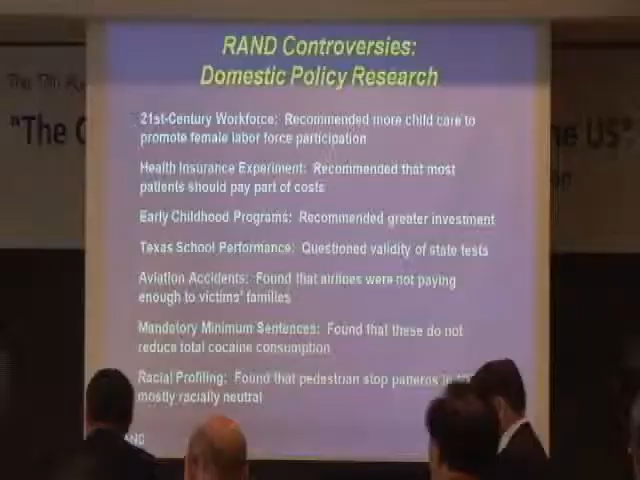 RAND Controversies:
Domestic Policy Research
21st-Century Workforce: Recommended more child care to
promote female labor force participation
Health Insurance Experiment: Recommended that most
patients should pay part of costs
Early Childhood Programs: Recommended greater investment
Texas School Performance: Questioned validity of state tests
Aviation Accidents: Found that airlines were not paying
enough to victims' families
Mandatory Minimum Sentences: Found that these do not
reduce total cocaine consumption
Racial Profiling: Found that pedestrian stop patterns in
mostly racially neutral
The 17th
"The
US"